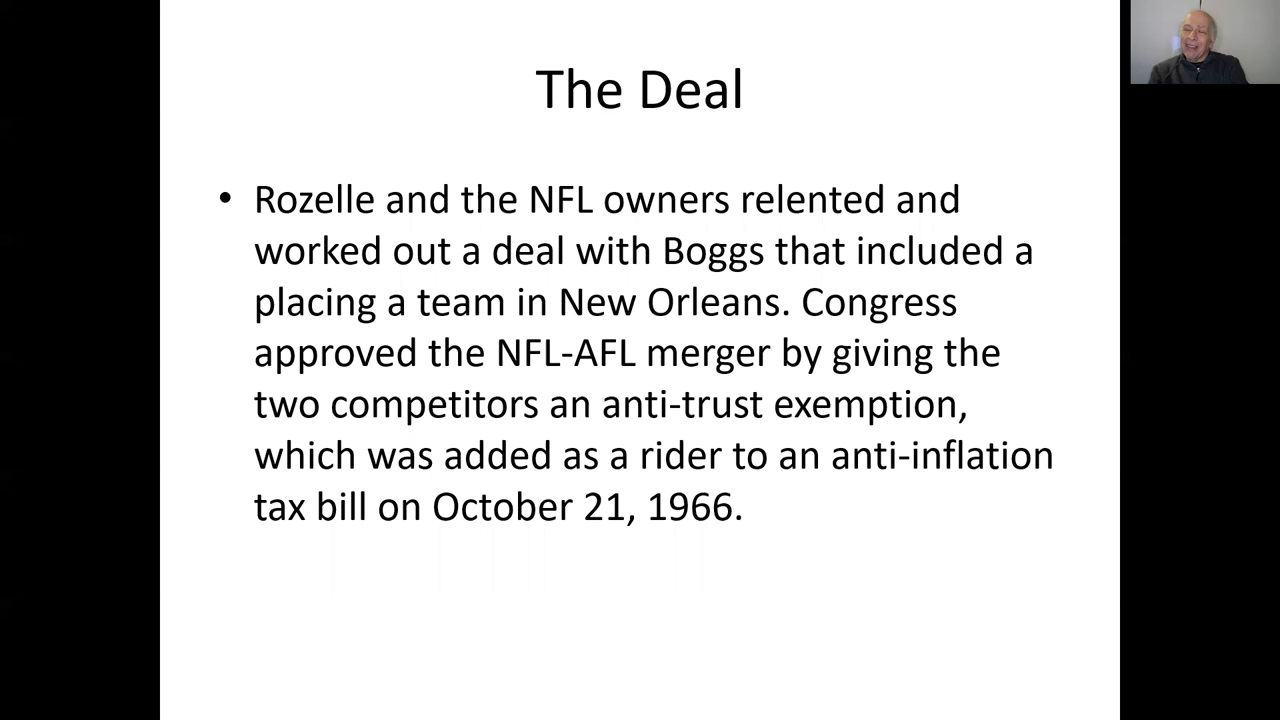 The Deal
• Rozelle and the NFL owners relented and
worked out a deal with Boggs that included a
placing a team in New Orleans. Congress
approved the NFL-AFL merger by giving the
two competitors an anti-trust exemption,
which was added as a rider to an anti-inflation
tax bill on October 21, 1966.